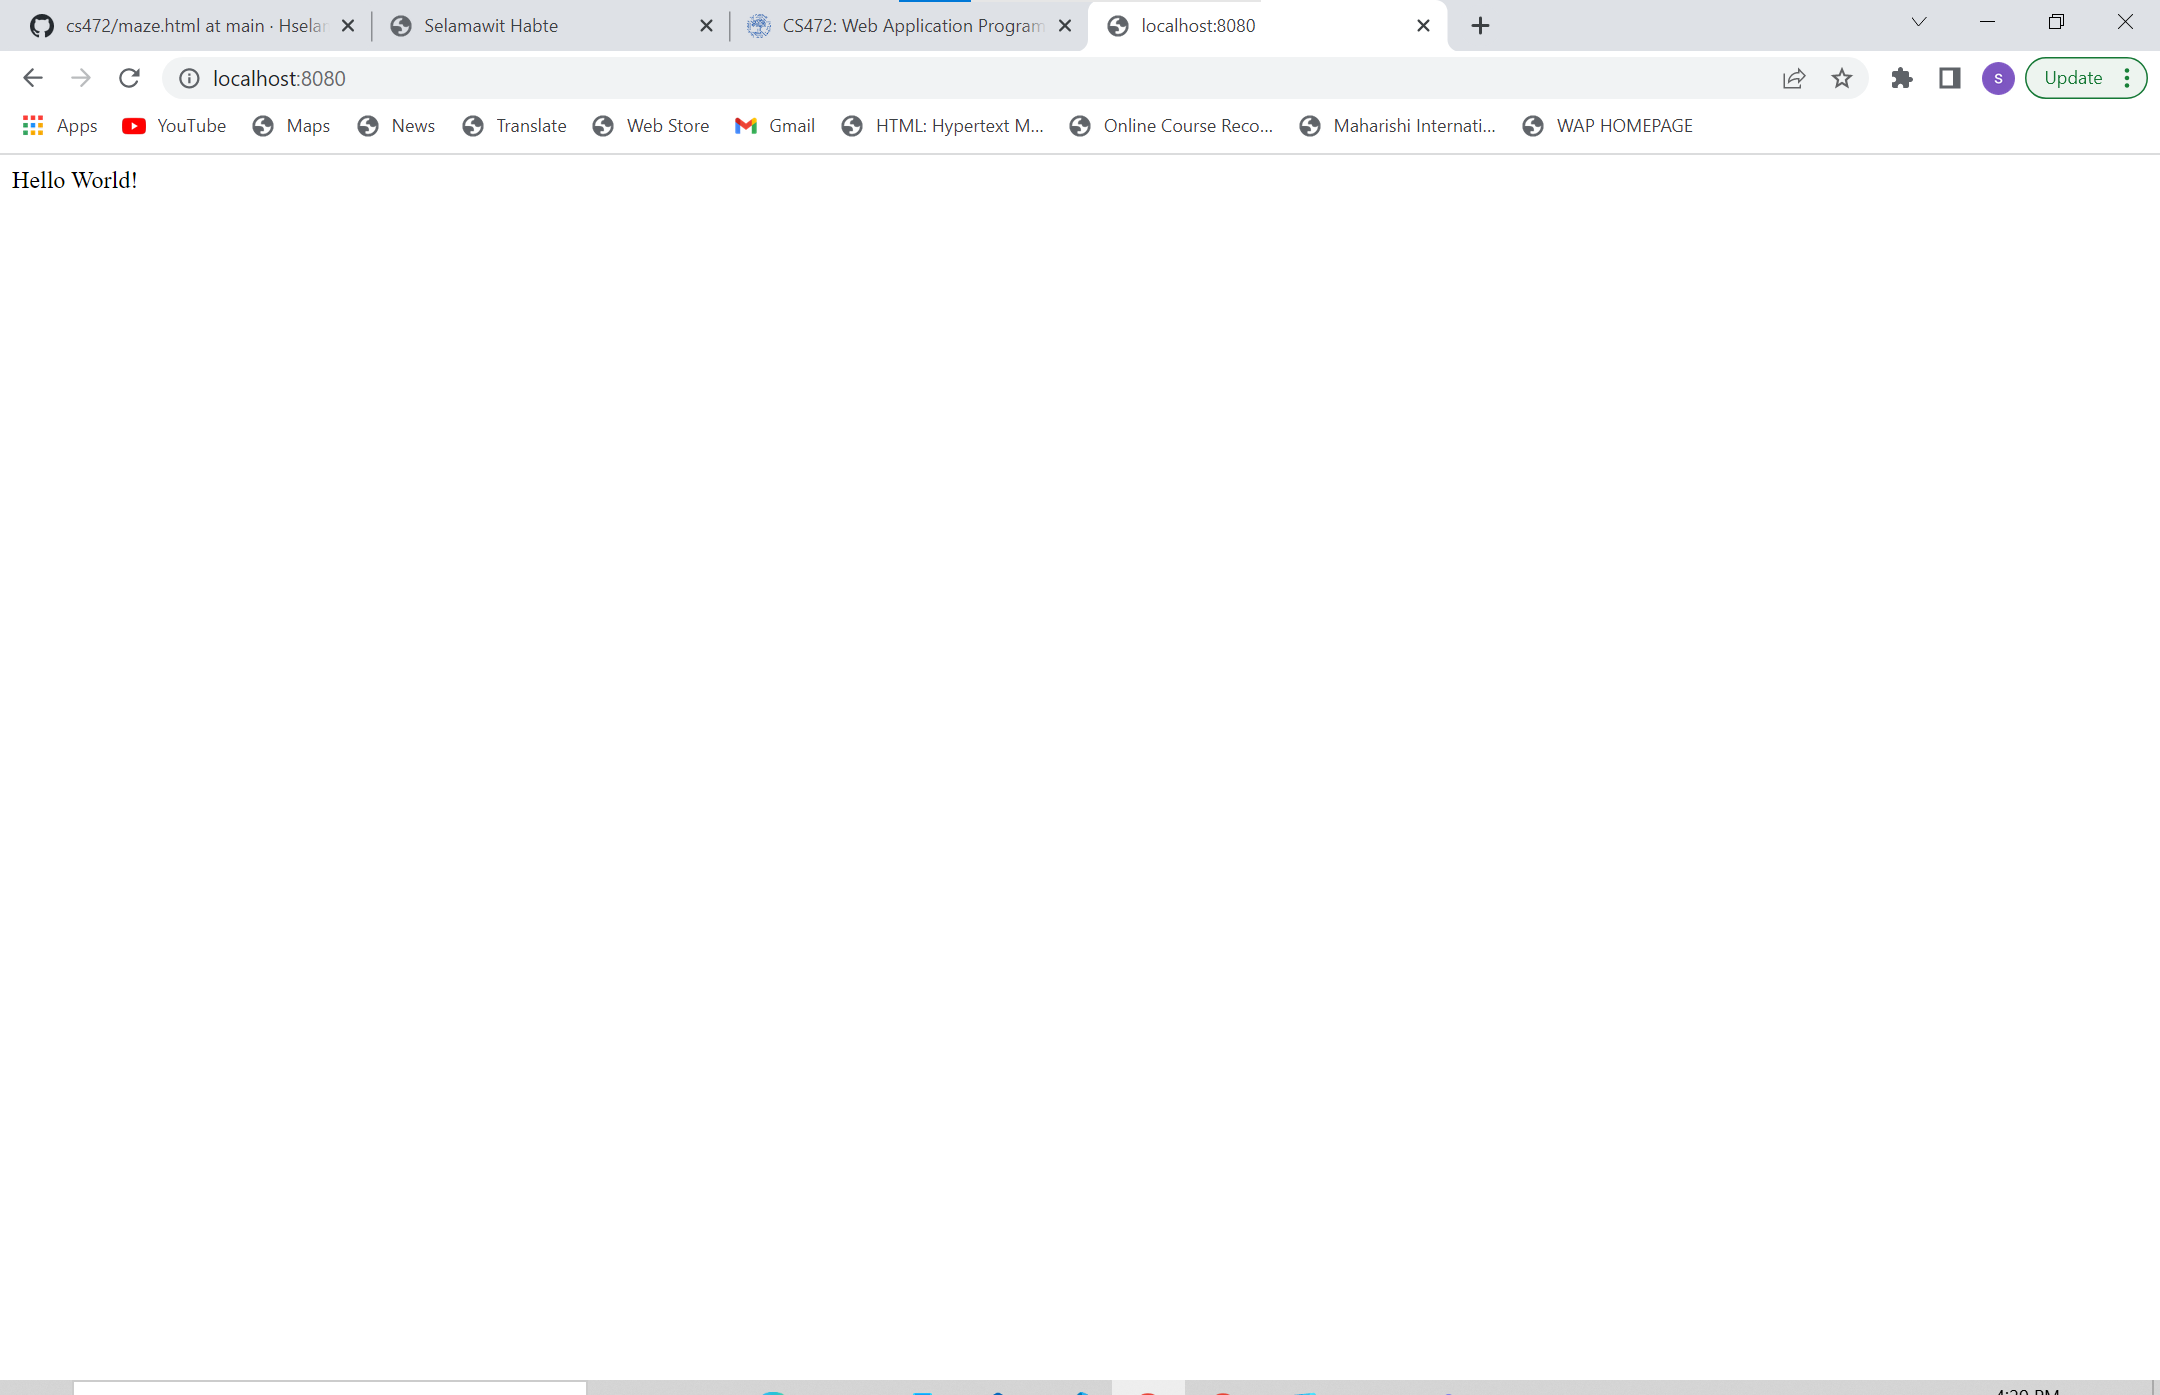 cs472/maze.html at main · Hselar
Selamawit Habte
CS472: Web Application Program
localhost:8080
localhost:8080
s
Update
Apps
YouTube
Maps
News
Translate
Web Store
Gmail
HTML: Hypertext M...
Online Course Reco...
Maharishi Internati...
WAP HOMEPAGE
Hello World!